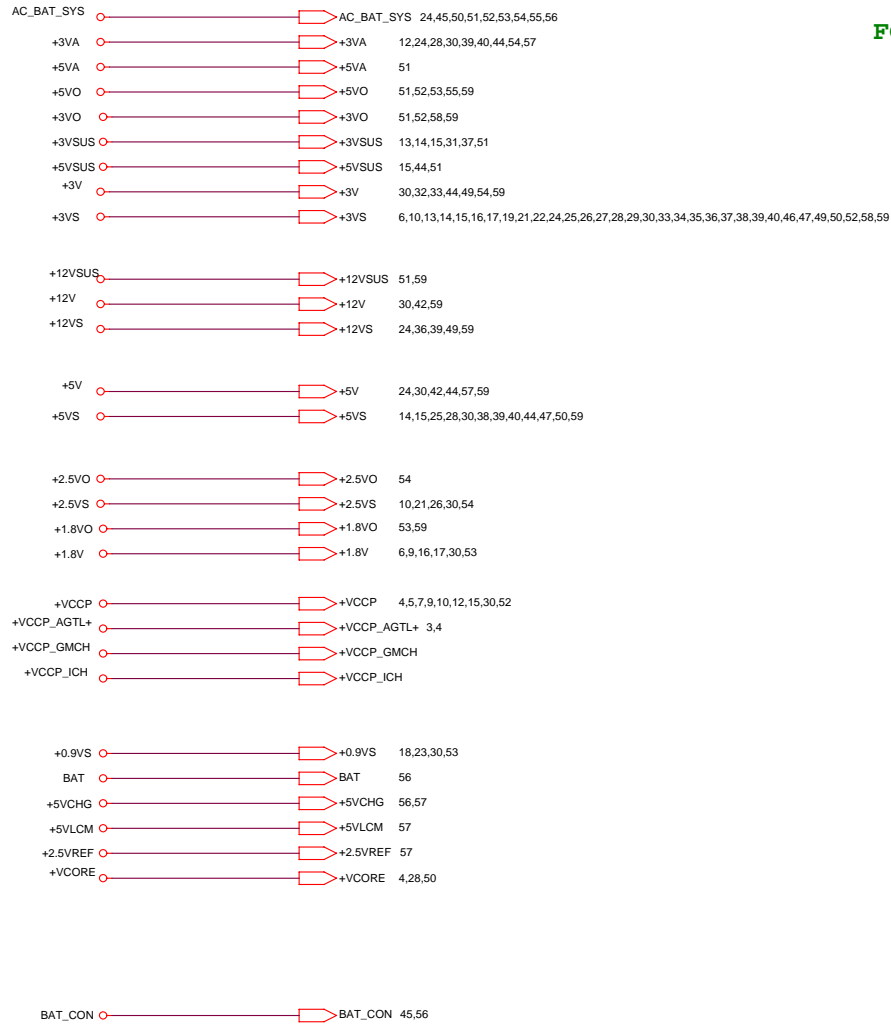 AC_BAT_SYS AC_BAT_SYS 24,45,50,51,52,53,54,55,56
F
+3VA +3VA 12,24,28,30,39,40,44,54,57
+5VA +5VA 51
+5VO +5VO 51,52,53,55,59
+3VO +3VO 51,52,58,59
+3VSUS +3VSUS 13,14,15,31,37,51
+5VSUS +5VSUS 15,44,51
+3V +3V 30,32,33,44,49,54,59
+3VS +3VS 6,10,13,14,15,16,17,19,21,22,24,25,26,27,28,29,30,33,34,35,36,37,38,39,40,46,47,49,50,52,58,59
+12VSUS +12VSUS 51,59
+12V +12V 30,42,59
+12VS +12VS 24,36,39,49,59
+5V +5V 24,30,42,44,57,59
+5VS +5VS 14,15,25,28,30,38,39,40,44,47,50,59
+2.5VO +2.5VO 54
+2.5VS +2.5VS 10,21,26,30,54
+1.8VO +1.8VO 53,59
+1.8V +1.8V 6,9,16,17,30,53
+VCCP +VCCP 4,5,7,9,10,12,15,30,52
+VCCP_AGTL+ +VCCP_AGTL+ 3,4
+VCCP_GMCH +VCCP_GMCH
+VCCP_ICH +VCCP_ICH
+0.9VS +0.9VS 18,23,30,53
BAT BAT 56
+5VCHG +5VCHG 56,57
+5VLCM +5VLCM 57
+2.5VREF +2.5VREF 57
+VCORE +VCORE 4,28,50
BAT_CON BAT_CON 45,56